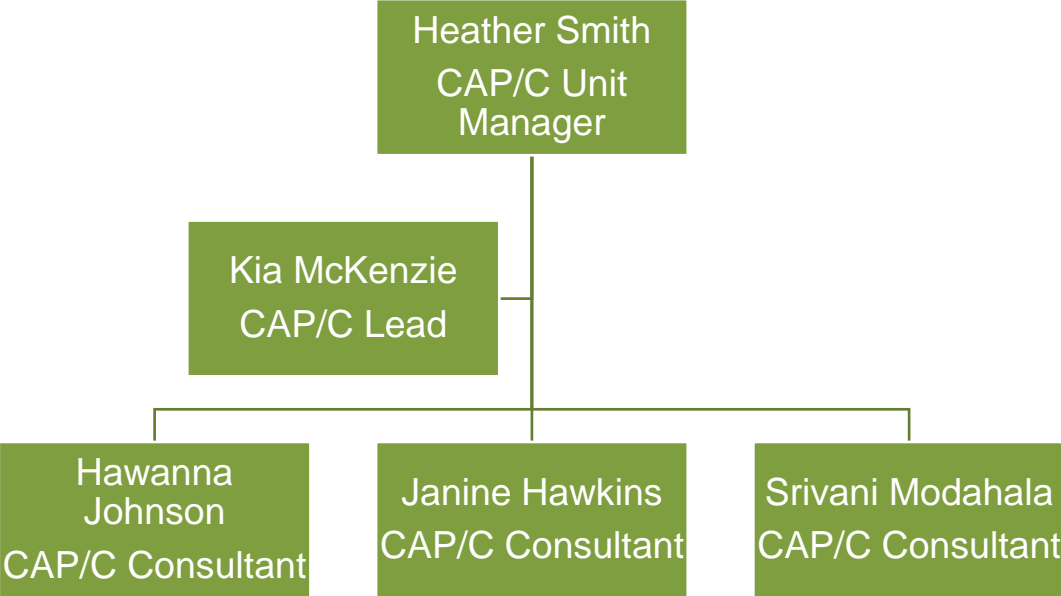 Heather Smith
CAP/C Unit
Manager
Kia McKenzie
CAP/C Lead
Hawanna
Johnson
CAP/C Consultant
Janine Hawkins
CAP/C Consultant
Srivani Modahala
CAP/C Consultant